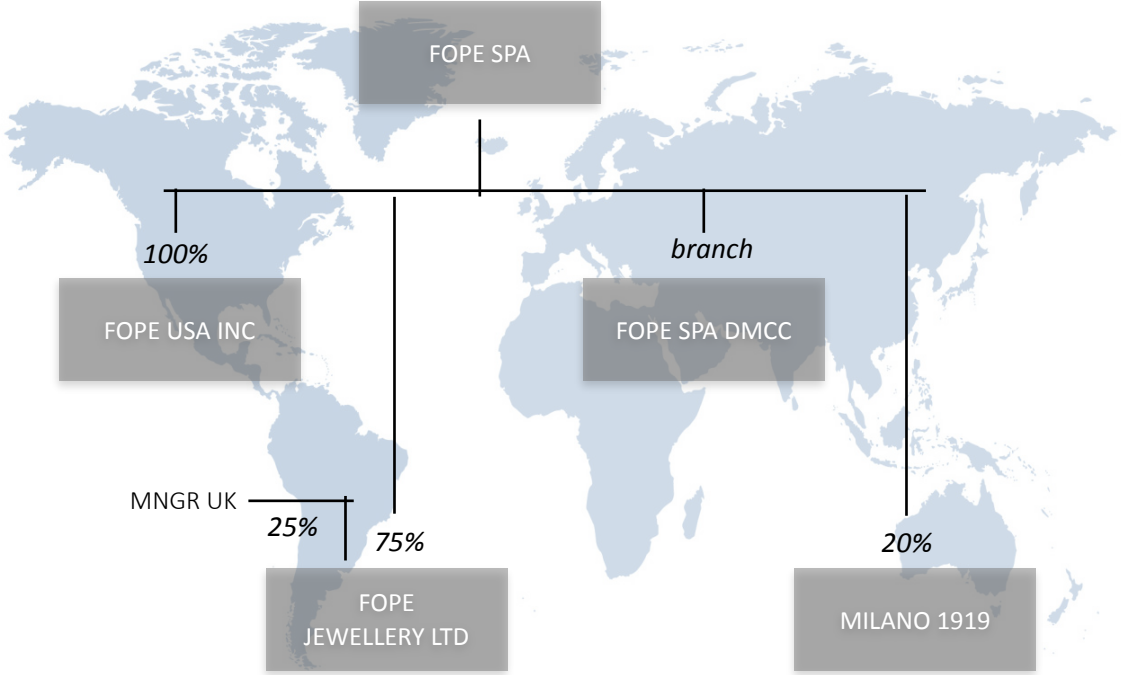 FOPE SPA
100%
branch
FOPE USA INC
FOPE SPA DMCC
MNGR UK
25%
75%
20%
FOPE
JEWELLERY LTD
MILANO 1919